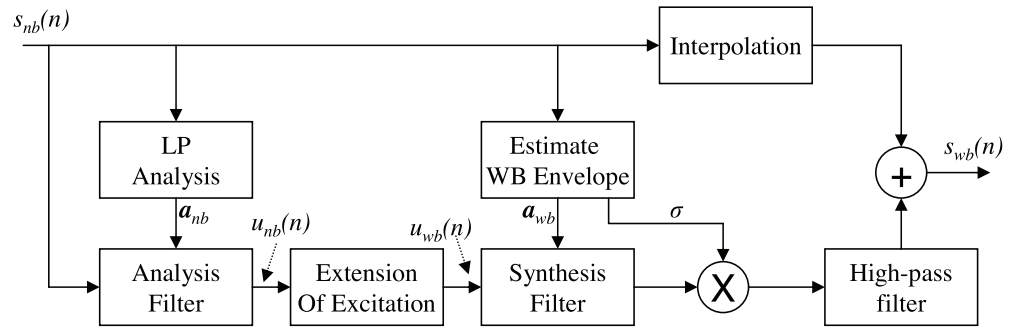 s_nb(n)
Interpolation
LP
Analysis
Estimate
WB Envelope
s_wb(n)
+
a_nb
u_nb(n)
u_wb(n)
a_wb
σ
Analysis
Filter
Extension
Of Excitation
Synthesis
Filter
X
High-pass
filter